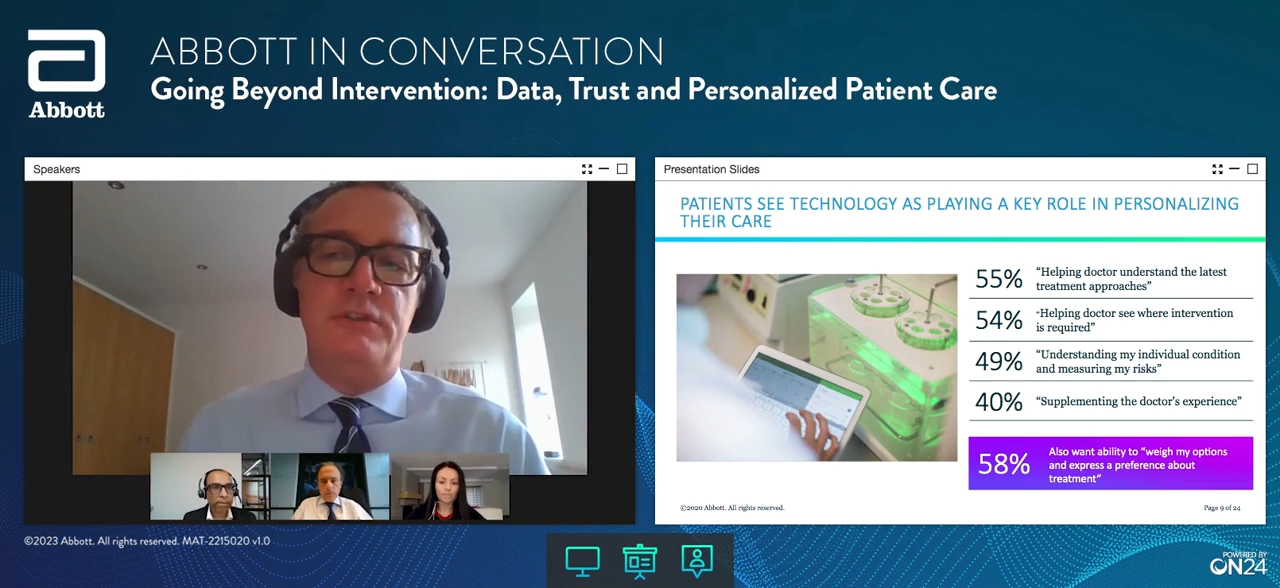 Abbott
ABBOTT IN CONVERSATION
Going Beyond Intervention: Data, Trust and Personalized Patient Care
Speakers
Presentation Slides
PATIENTS SEE TECHNOLOGY AS PLAYING A KEY ROLE IN PERSONALIZING
THEIR CARE
55% “Helping doctor understand the latest
treatment approaches”
54% “Helping doctor see where intervention
is required”
49% “Understanding my individual condition
and measuring my risks”
40% “Supplementing the doctor’s experience”
58% Also want ability to “weigh my options
and express a preference about
treatment”
©2020 Abbott. All rights reserved.
Page 9 of 24
©2023 Abbott. All rights reserved. MAT-2215020 v1.0
POWERED BY
ON24